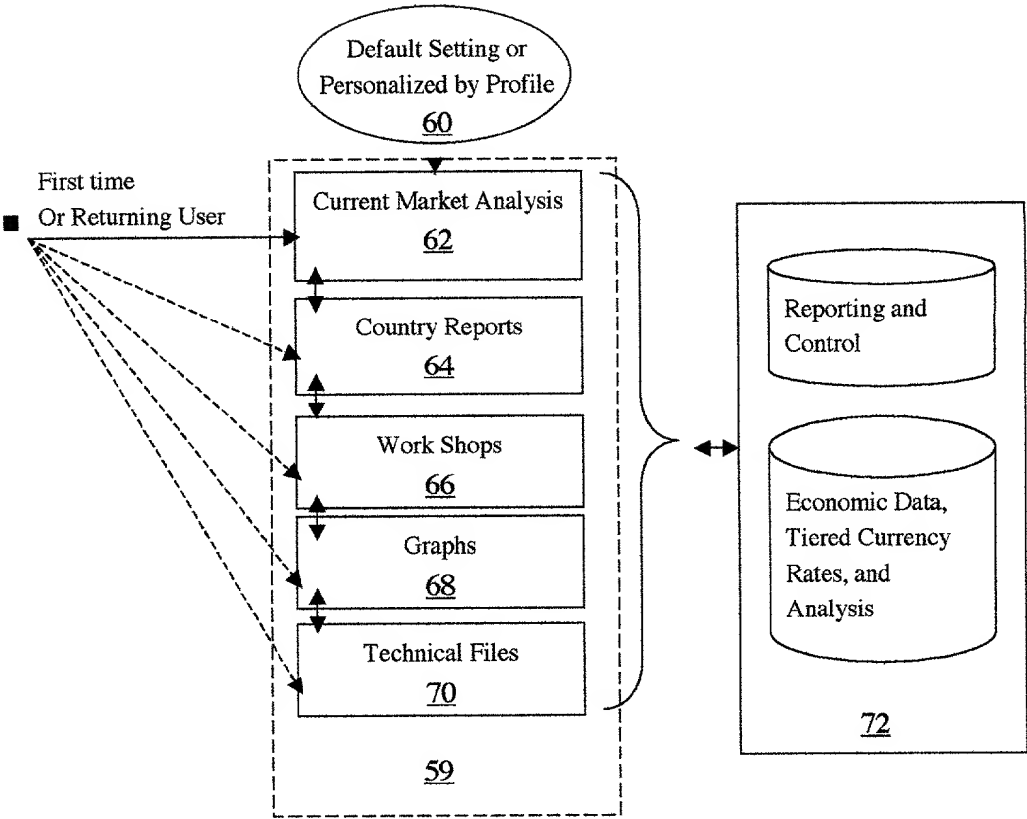 Default Setting or
Personalized by Profile
60
First time
Or Returning User
Current Market Analysis
62
Country Reports
64
Work Shops
66
Graphs
68
Technical Files
70
59
Reporting and
Control
Economic Data,
Tiered Currency
Rates, and
Analysis
72